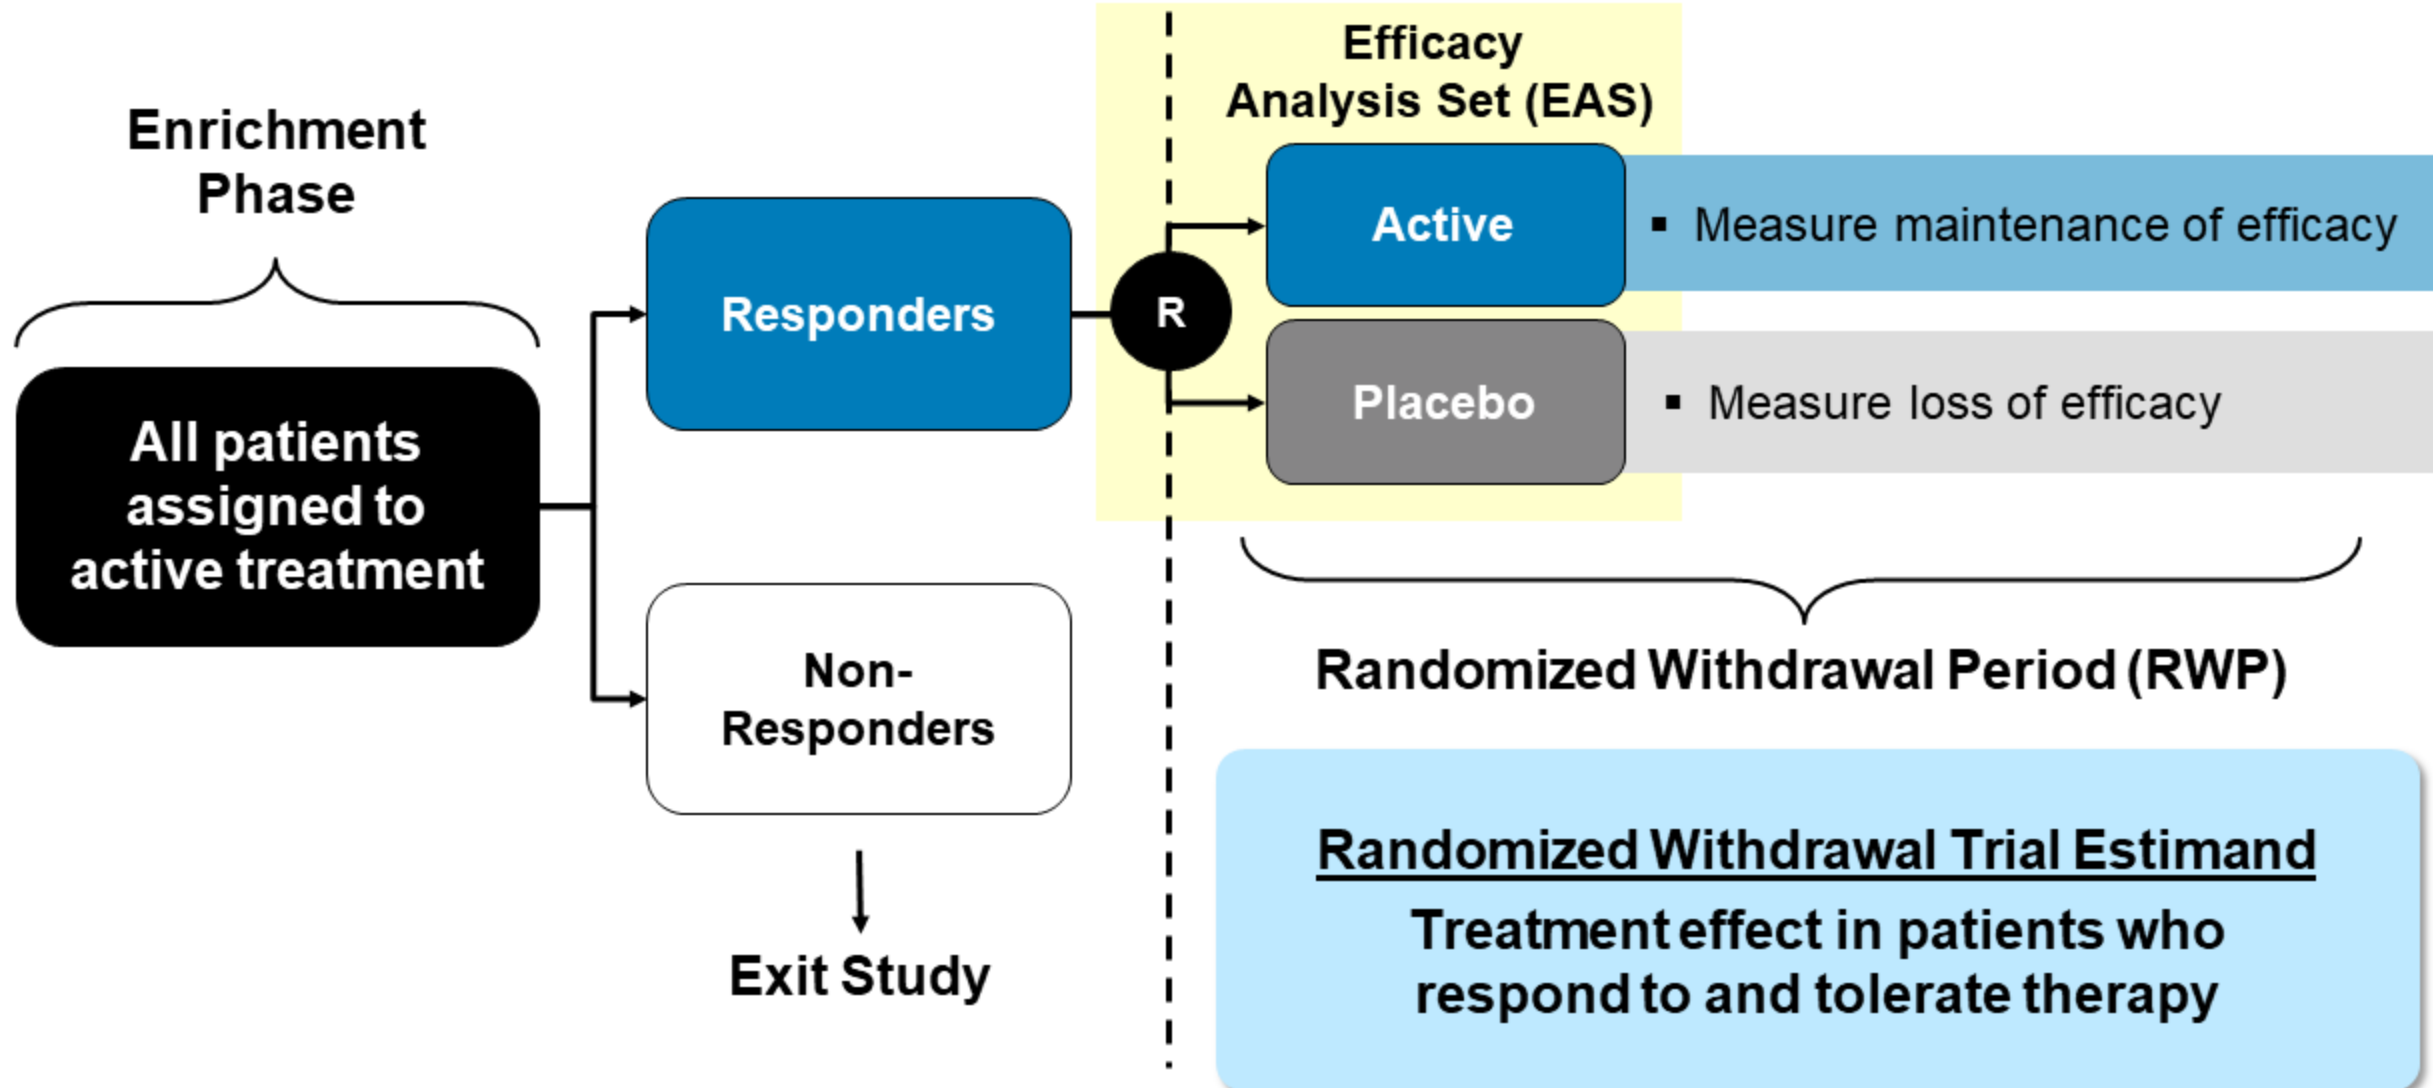 Enrichment
Phase
All patients
assigned to
active treatment
Responders
Non-
Responders
Exit Study
R
Efficacy
Analysis Set (EAS)
Active
▪ Measure maintenance of efficacy
Placebo
▪ Measure loss of efficacy
Randomized Withdrawal Period (RWP)
Randomized Withdrawal Trial Estimand
Treatment effect in patients who
respond to and tolerate therapy